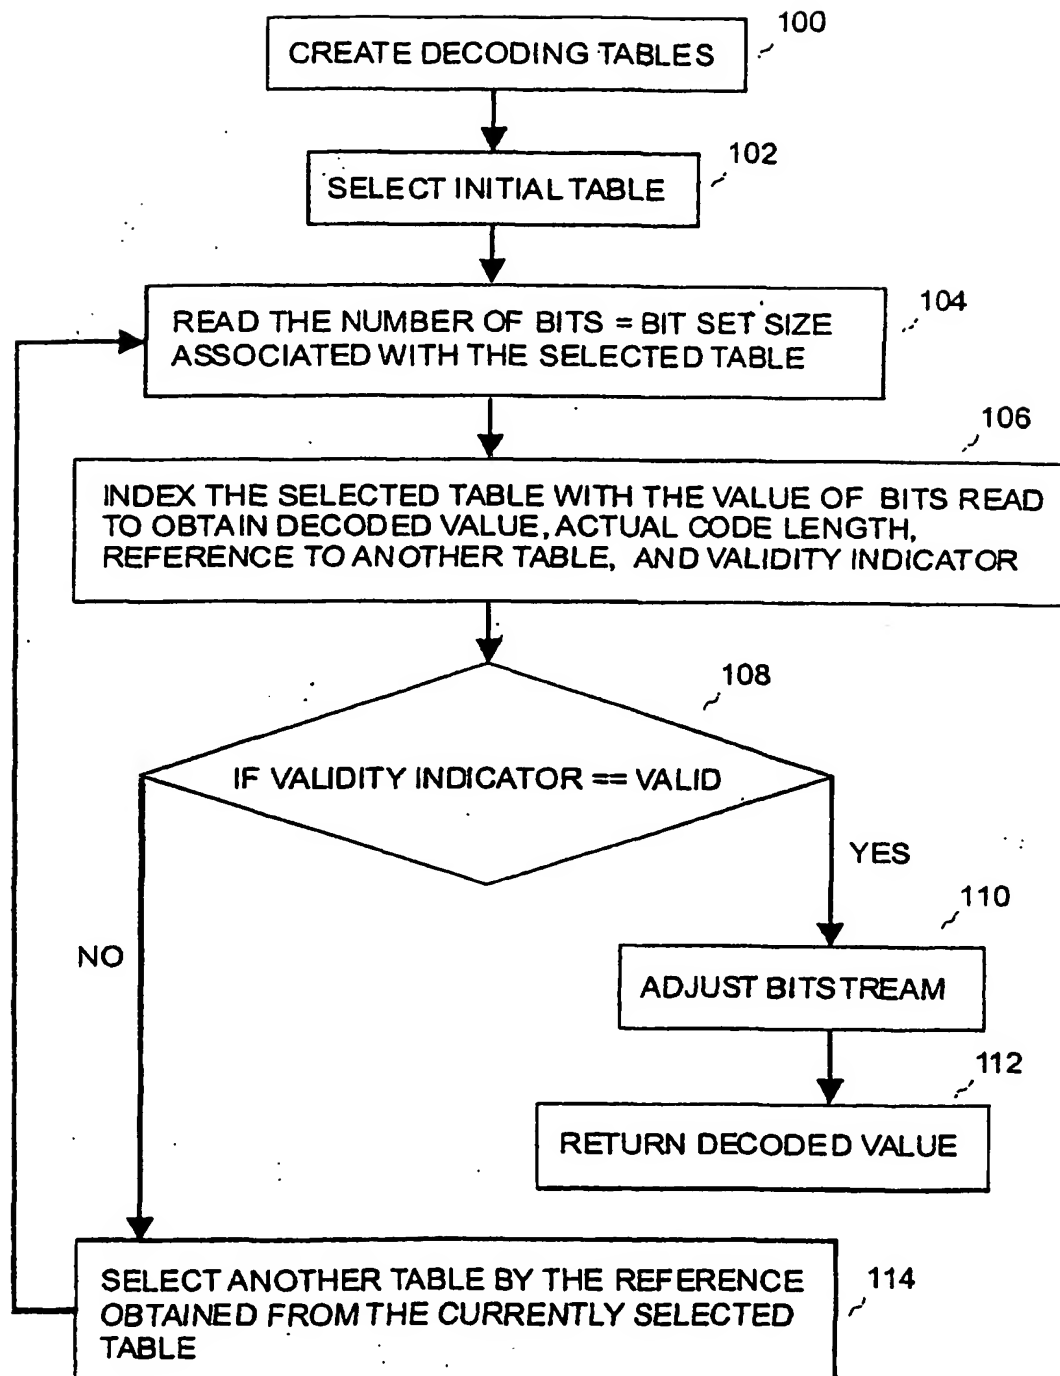 100
CREATE DECODING TABLES
102
SELECT INITIAL TABLE
104
READ THE NUMBER OF BITS = BIT SET SIZE
ASSOCIATED WITH THE SELECTED TABLE
106
INDEX THE SELECTED TABLE WITH THE VALUE OF BITS READ
TO OBTAIN DECODED VALUE, ACTUAL CODE LENGTH,
REFERENCE TO ANOTHER TABLE, AND VALIDITY INDICATOR
108
IF VALIDITY INDICATOR == VALID
YES
NO
110
ADJUST BITSTREAM
112
RETURN DECODED VALUE
114
SELECT ANOTHER TABLE BY THE REFERENCE
OBTAINED FROM THE CURRENTLY SELECTED
TABLE